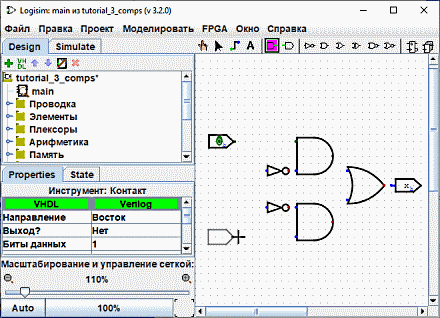 Logisim: main из tutorial_3_comps (v 3.2.0)
Файл Правка Проект Моделировать FPGA Окно Справка
Design Simulate
A
VH
DL
tutorial_3_comps*
main
Проводка
Элементы
Плексоры
Арифметика
Память
Properties State
Инструмент: Контакт
VHDL Verilog
Направление Восток
Выход? Нет
Биты данных 1
Масштабирование и управление сеткой:
110%
Auto 100%
0
x